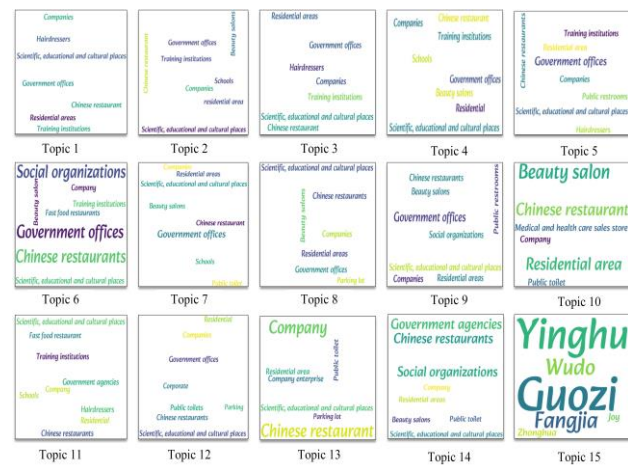 Companies
Hairdressers
Scientific, educational and cultural places
Government offices
Chinese restaurant
Residential areas
Training institutions
Topic 1
Chinese restaurant
Government offices
Beauty salons
Training institutions
Schools
Companies
residential area
Scientific, educational and cultural places
Topic 2
Residential areas
Government offices
Hairdressers
Companies
Training institutions
Scientific, educational and cultural places
Chinese restaurant
Topic 3
Chinese restaurant
Companies
Training institutions
Schools
Government offices
Beauty salons
Residential
Scientific, educational and cultural places
Topic 4
Chinese restaurants
Training institutions
Residential area
Government offices
Companies
Public restrooms
Scientific, educational and cultural places
Hairdressers
Topic 5
Social organizations
Beauty salon
Company
Training institutions
Fast food restaurants
Government offices
Chinese restaurants
Scientific, educational and cultural places
Topic 6
Companies
Residential areas
Scientific, educational and cultural places
Beauty salons
Chinese restaurant
Government offices
Schools
Public toilet
Topic 7
Scientific, educational and cultural places
Beauty salons
Chinese restaurants
Companies
Residential areas
Government offices
Parking lot
Topic 8
Chinese restaurants
Beauty salons
Public restrooms
Government offices
Social organizations
Scientific, educational and cultural places
Companies
Residential areas
Topic 9
Beauty salon
Chinese restaurant
Medical and health care sales store
Company
Residential area
Public toilet
Topic 10
Scientific, educational and cultural places
Fast food restaurant
Training institutions
Government agencies
Company
Schools
Hairdressers
Residential
Chinese restaurants
Topic 11
Residential
Companies
Government offices
Corporate
Public toilets
Parking
Chinese restaurants
Scientific, educational and cultural places
Topic 12
Company
Public toilet
Residential area
Company enterprise
Scientific, educational and cultural places
Parking lot
Chinese restaurant
Topic 13
Government agencies
Chinese restaurants
Social organizations
Company
Residential areas
Beauty salons
Public toilet
Scientific, educational and cultural places
Topic 14
Yinghu
Wudo
Guozi
Fangjia
Joy
Zhonghua
Topic 15